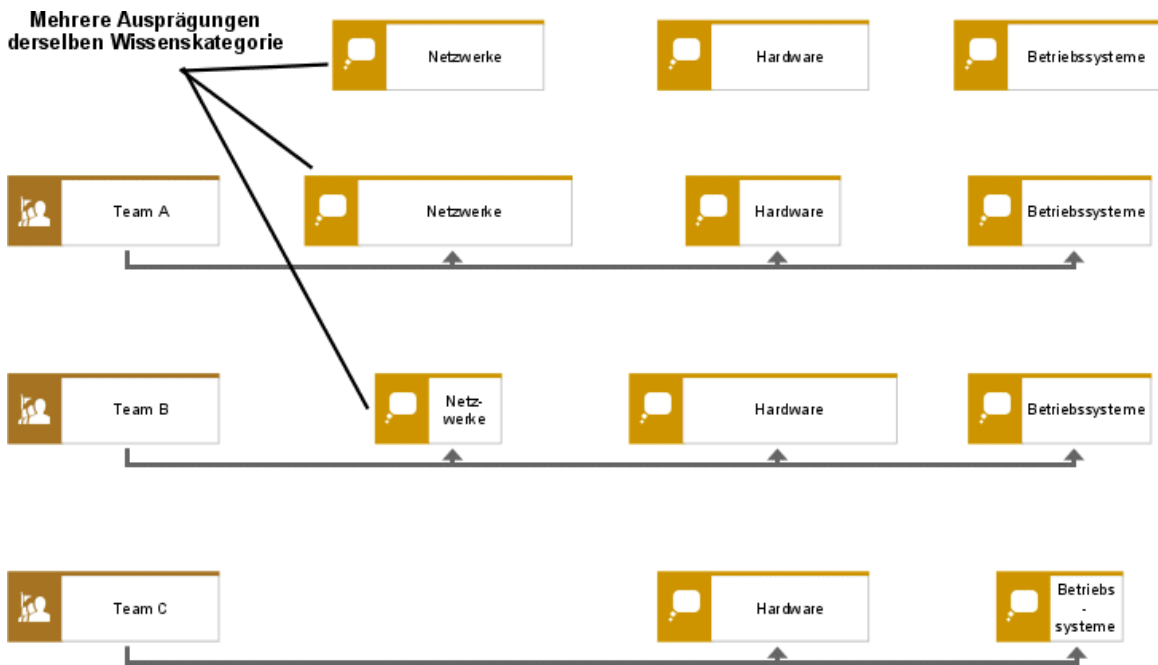 Mehrere Ausprägungen
derselben Wissenskategorie
Netzwerke
Hardware
Betriebssysteme
Team A
Netzwerke
Hardware
Betriebssysteme
Team B
Netz-
werke
Hardware
Betriebssysteme
Team C
Hardware
Betriebs
-
systeme